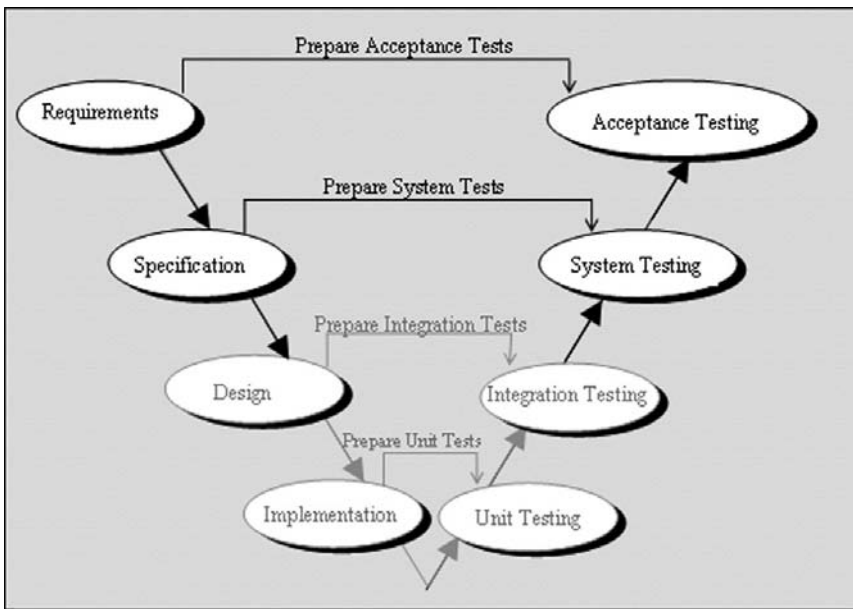 Prepare Acceptance Tests
Requirements
Acceptance Testing
Prepare System Tests
Specification
System Testing
Prepare Integration Tests
Design
Integration Testing
Prepare Unit Tests
Implementation
Unit Testing